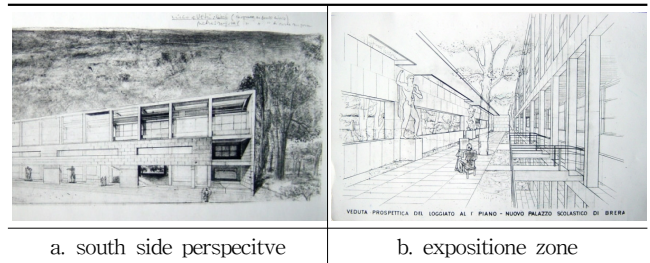 VEDUTA PROSPETTICA DEL LOGGIATO AL I° PIANO - NUOVO PALAZZO SCOLASTICO DI BRERA
a. south side perspecitve
b. expositione zone